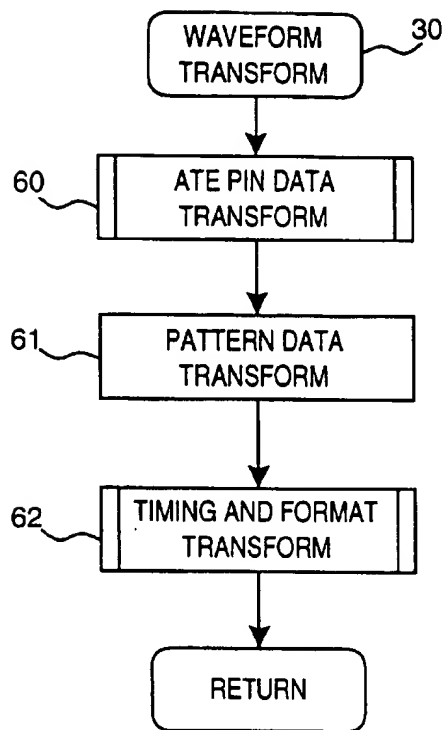 WAVEFORM
TRANSFORM
30
60
ATE PIN DATA
TRANSFORM
61
PATTERN DATA
TRANSFORM
62
TIMING AND FORMAT
TRANSFORM
RETURN